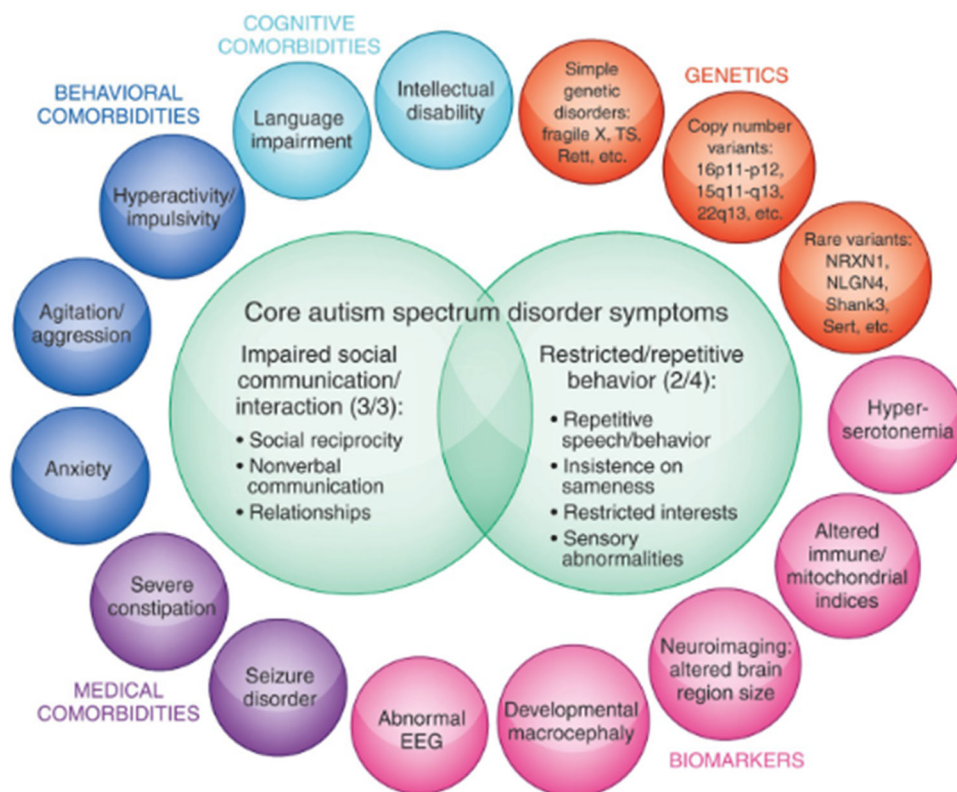 COGNITIVE
COMORBIDITIES
Language
impairment
Intellectual
disability
Simple
genetic
disorders:
fragile X, TS,
Rett, etc.
GENETICS
Copy number
variants:
16p11-p12,
15q11-q13,
22q13, etc.
Rare variants:
NRXN1,
NLGN4,
Shank3,
Sert, etc.
BEHAVIORAL
COMORBIDITIES
Hyperactivity/
impulsivity
Agitation/
aggression
Anxiety
Core autism spectrum disorder symptoms
Impaired social
communication/
interaction (3/3):
• Social reciprocity
• Nonverbal
communication
• Relationships
Restricted/repetitive
behavior (2/4):
• Repetitive
speech/behavior
• Insistence on
sameness
• Restricted interests
• Sensory
abnormalities
Hyper-
serotonemia
Altered
immune/
mitochondrial
indices
Neuroimaging:
altered brain
region size
Developmental
macrocephaly
Abnormal
EEG
BIOMARKERS
Severe
constipation
Seizure
disorder
MEDICAL
COMORBIDITIES